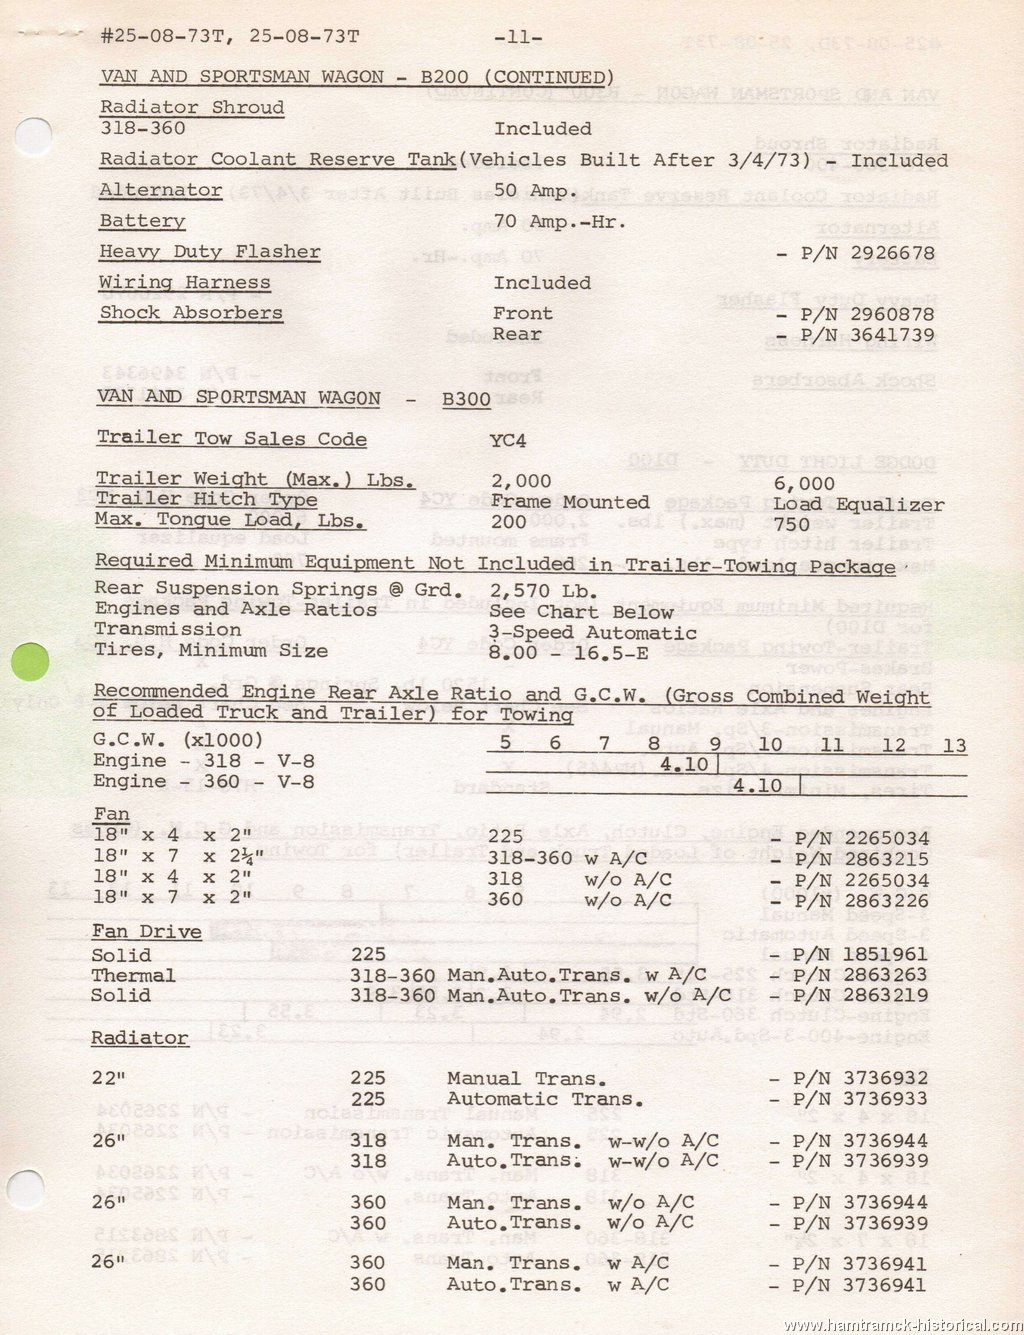 #25-08-73T, 25-08-73T -11-
VAN AND SPORTSMAN WAGON - B200 (CONTINUED)
Radiator Shroud
318-360 Included
Radiator Coolant Reserve Tank(Vehicles Built After 3/4/73) - Included
Alternator 50 Amp.
Battery 70 Amp.-Hr.
Heavy Duty Flasher - P/N 2926678
Wiring Harness Included
Shock Absorbers Front - P/N 2960878
Rear - P/N 3641739
VAN AND SPORTSMAN WAGON - B300
Trailer Tow Sales Code YC4
Trailer Weight (Max.) Lbs. 2,000 6,000
Trailer Hitch Type Frame Mounted Load Equalizer
Max. Tongue Load, Lbs. 200 750
Required Minimum Equipment Not Included in Trailer-Towing Package
Rear Suspension Springs @ Grd. 2,570 Lb.
Engines and Axle Ratios See Chart Below
Transmission 3-Speed Automatic
Tires, Minimum Size 8.00 - 16.5-E
Recommended Engine Rear Axle Ratio and G.C.W. (Gross Combined Weight
of Loaded Truck and Trailer) for Towing
G.C.W. (x1000) 5 6 7 8 9 10 11 12 13
Engine - 318 - V-8 4.10
Engine - 360 - V-8 4.10
Fan
18" x 4 x 2" 225 - P/N 2265034
18" x 7 x 2¼" 318-360 w A/C - P/N 2863215
18" x 4 x 2" 318 w/o A/C - P/N 2265034
18" x 7 x 2" 360 w/o A/C - P/N 2863226
Fan Drive
Solid 225 - P/N 1851961
Thermal 318-360 Man.Auto.Trans. w A/C - P/N 2863263
Solid 318-360 Man.Auto.Trans. w/o A/C - P/N 2863219
Radiator
22" 225 Manual Trans. - P/N 3736932
225 Automatic Trans. - P/N 3736933
26" 318 Man. Trans. w-w/o A/C - P/N 3736944
318 Auto.Trans. w-w/o A/C - P/N 3736939
26" 360 Man. Trans. w/o A/C - P/N 3736944
360 Auto.Trans. w/o A/C - P/N 3736939
26" 360 Man. Trans. w A/C - P/N 3736941
360 Auto.Trans. w A/C - P/N 3736941
www.hamtramck-historical.com